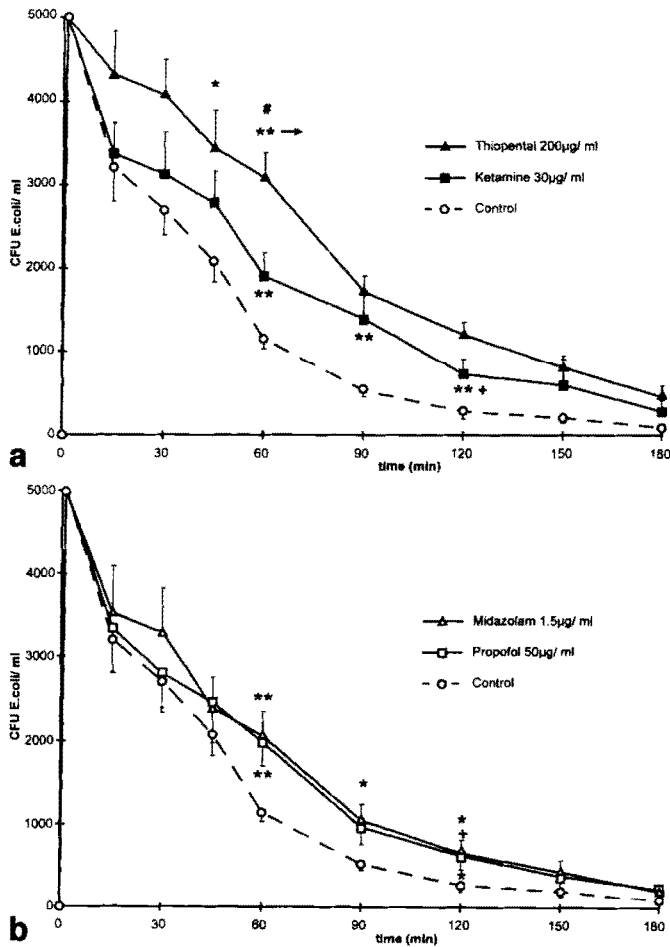 5000
*
#
** →
4000
Thiopental 200µg/ ml
Ketamine 30µg/ ml
Control
3000
CFU E.coli/ ml
2000
**
**
1000
** +
0
a
0 30 60 90 120 150 180
time (min)
5000
4000
Midazolam 1.5µg/ ml
Propofol 50µg/ ml
Control
3000
CFU E.coli/ ml
**
2000
**
*
*
+
1000
*
0
b
0 30 60 90 120 150 180
time (min)